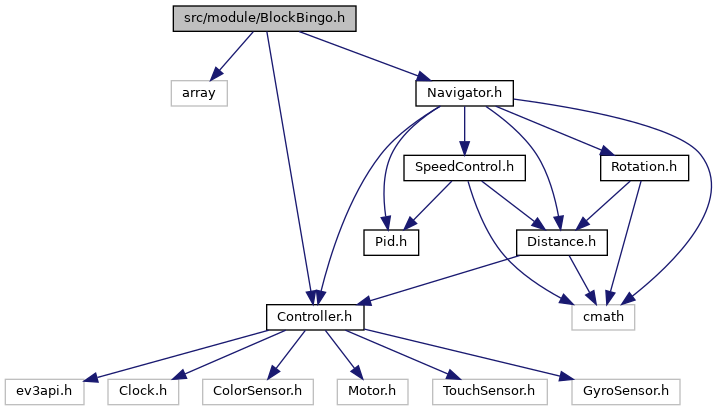 src/module/BlockBingo.h
array
Navigator.h
SpeedControl.h
Rotation.h
Pid.h
Distance.h
Controller.h
cmath
ev3api.h
Clock.h
ColorSensor.h
Motor.h
TouchSensor.h
GyroSensor.h